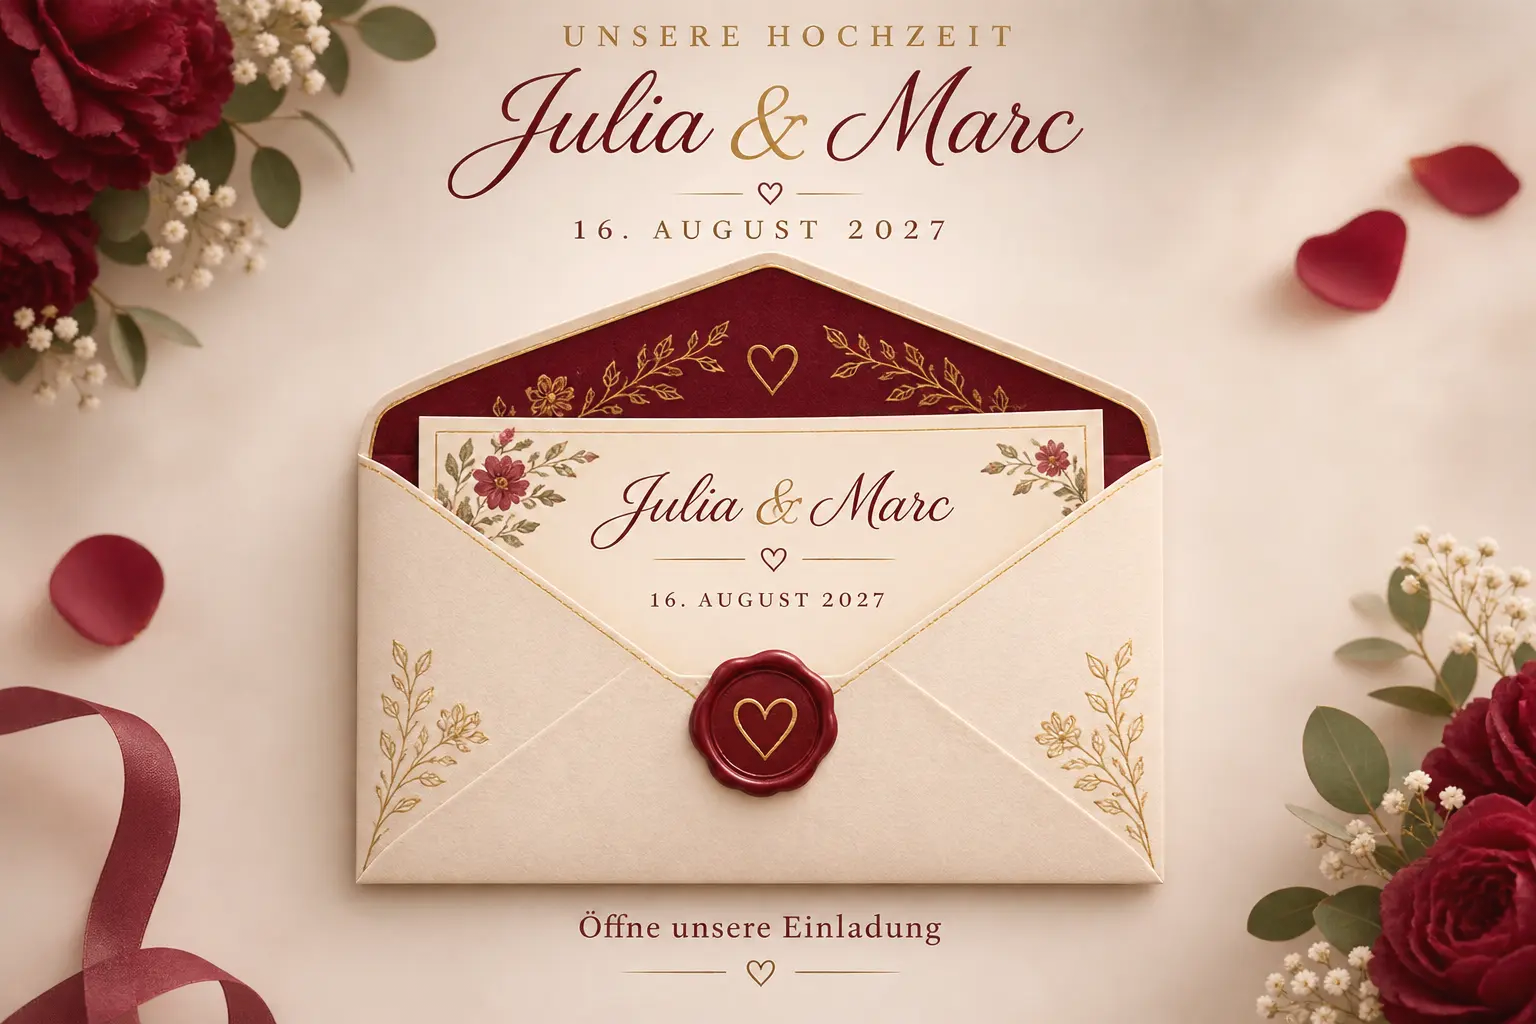 UNSERE HOCHZEIT
Julia & Marc
16. AUGUST 2027
Julia & Marc
16. AUGUST 2027
Öffne unsere Einladung